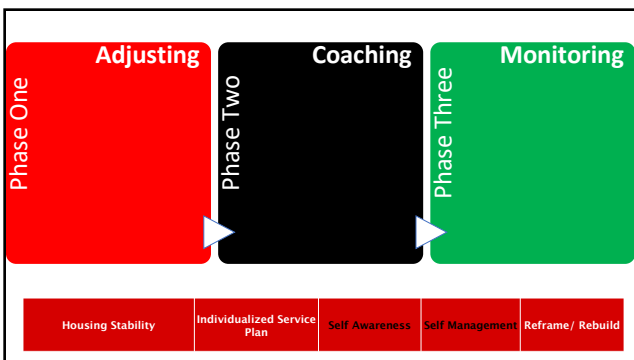 Adjusting
Phase One
Coaching
Phase Two
Monitoring
Phase Three
Housing Stability
Individualized Service
Plan
Self Awareness
Self Management
Reframe/ Rebuild